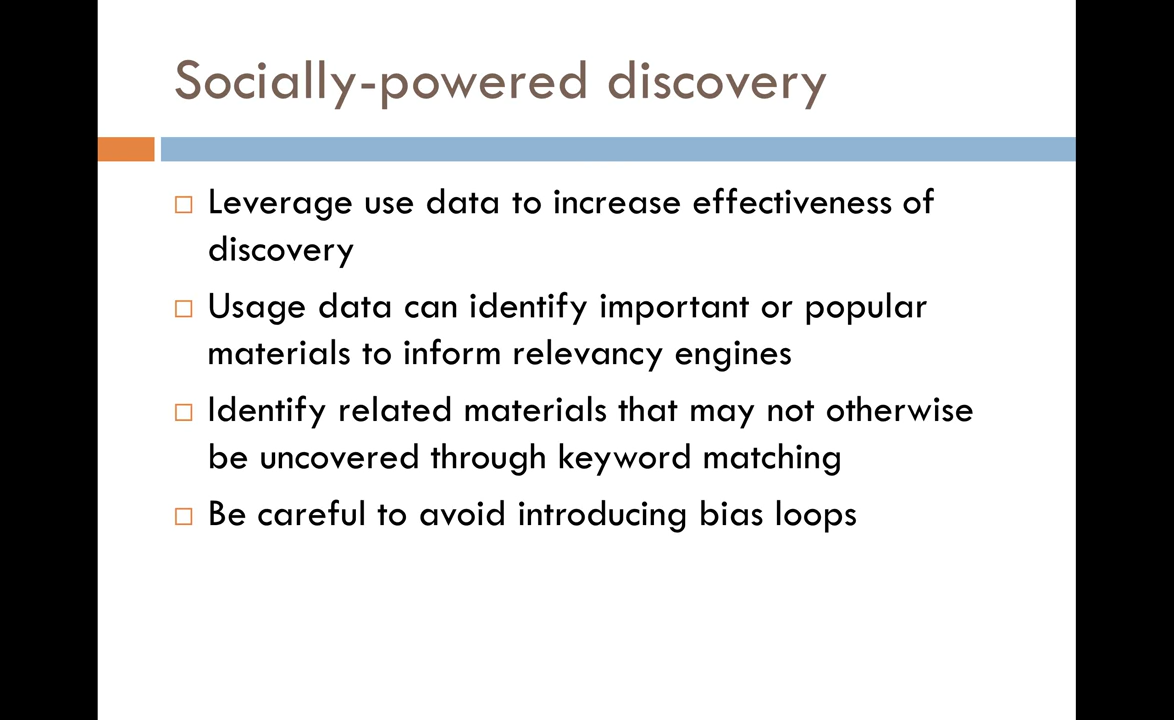 Socially-powered discovery
Leverage use data to increase effectiveness of
discovery
Usage data can identify important or popular
materials to inform relevancy engines
Identify related materials that may not otherwise
be uncovered through keyword matching
Be careful to avoid introducing bias loops